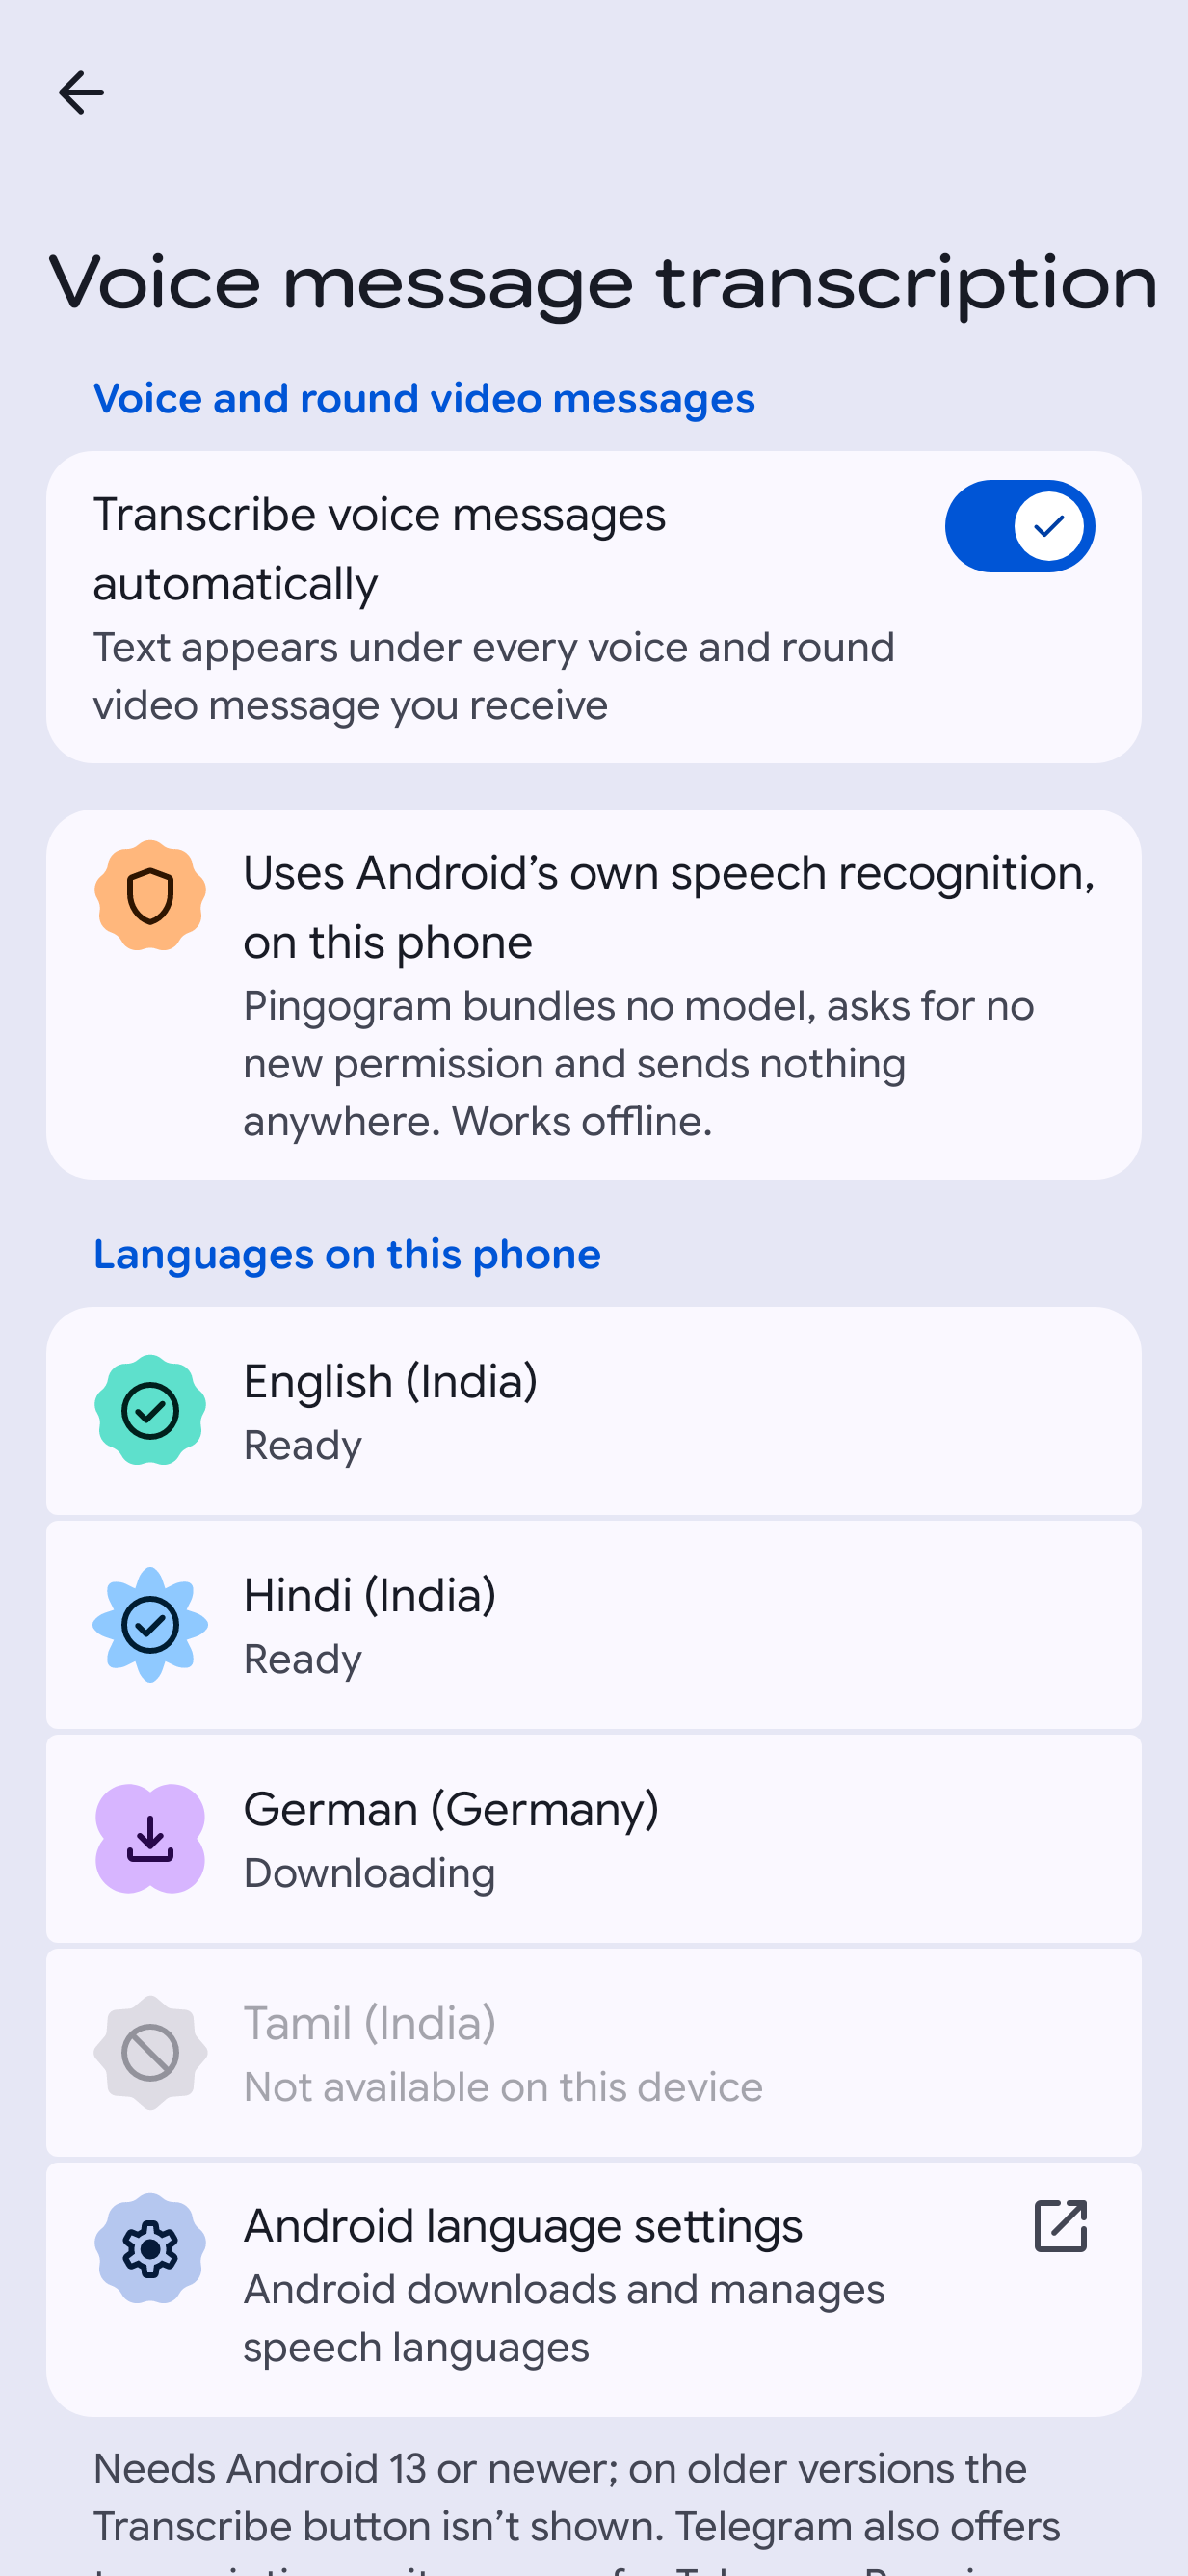 Voice message transcription
Voice and round video messages
Transcribe voice messages
automatically
Text appears under every voice and round
video message you receive
Uses Android’s own speech recognition,
on this phone
Pingogram bundles no model, asks for no
new permission and sends nothing
anywhere. Works offline.
Languages on this phone
English (India)
Ready
Hindi (India)
Ready
German (Germany)
Downloading
Tamil (India)
Not available on this device
Android language settings
Android downloads and manages
speech languages
Needs Android 13 or newer; on older versions the
Transcribe button isn’t shown. Telegram also offers